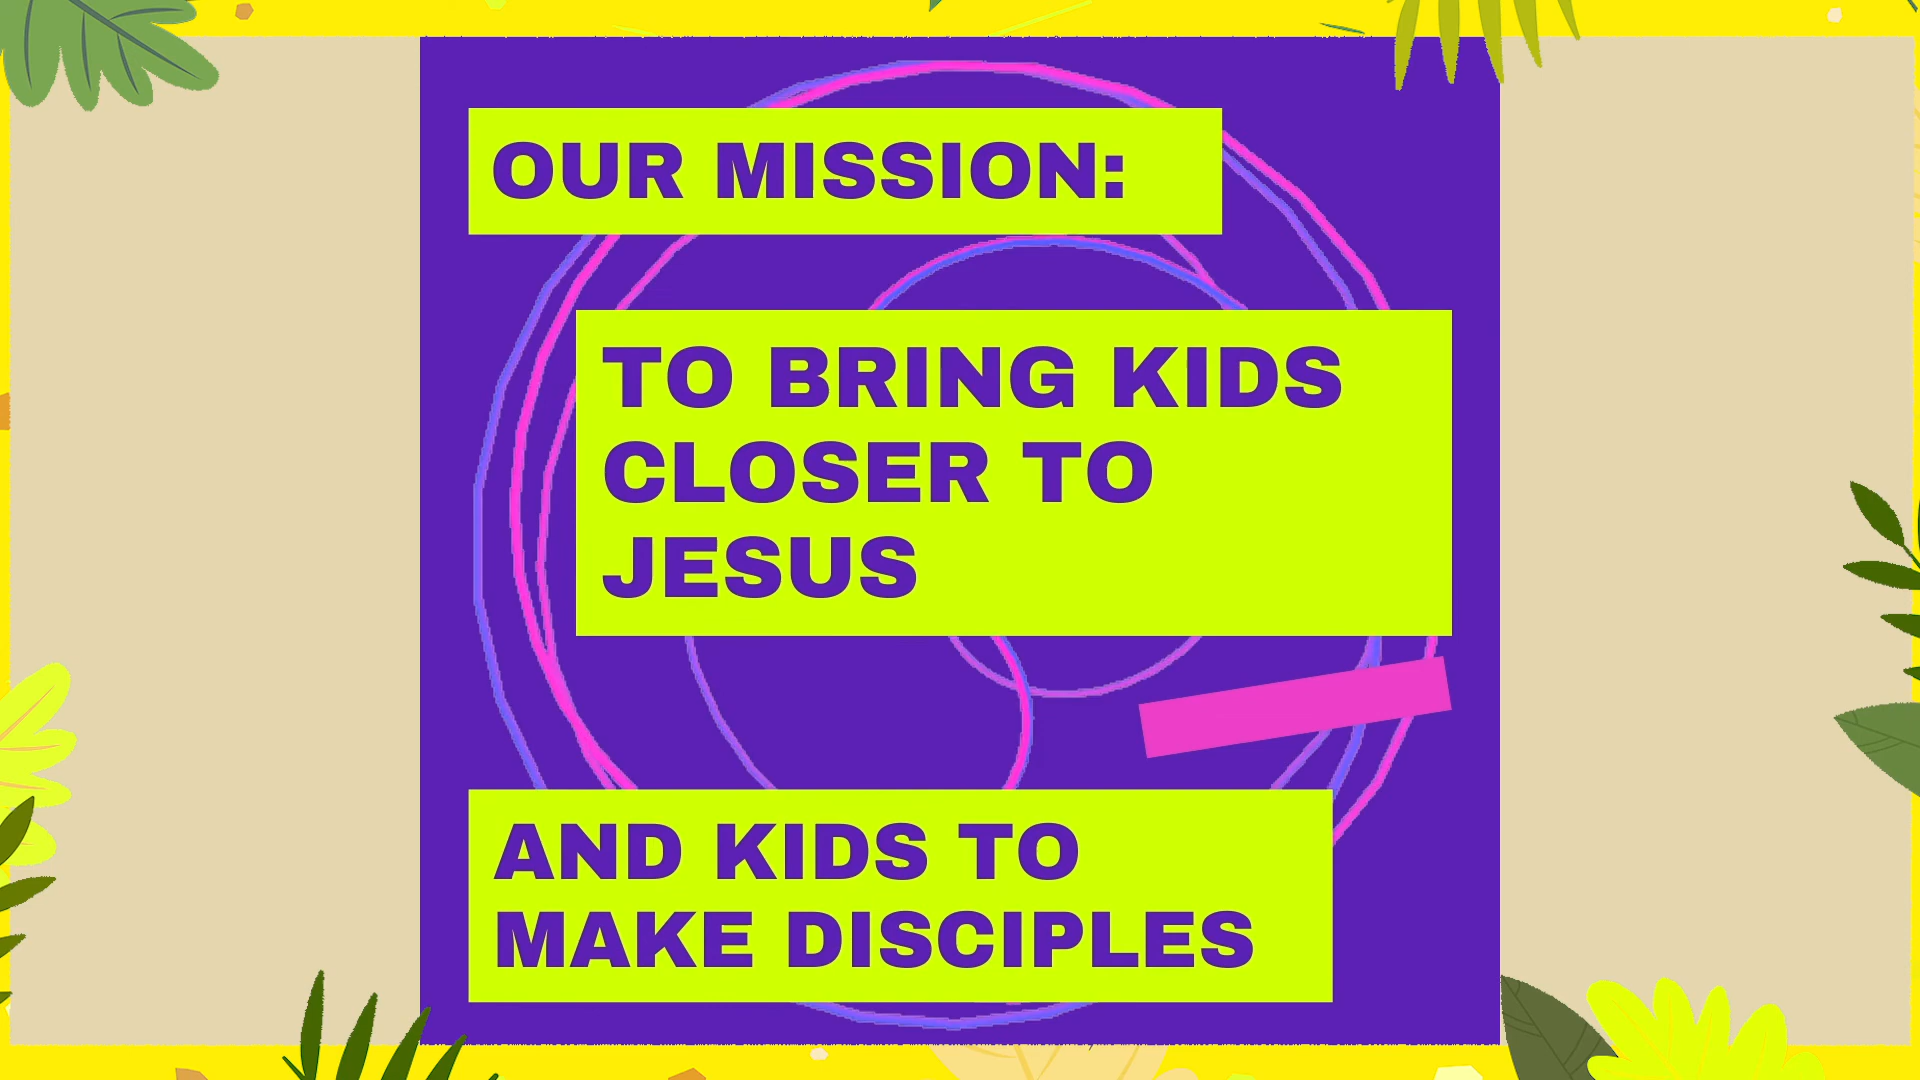 OUR MISSION:
TO BRING KIDS
CLOSER TO
JESUS
AND KIDS TO
MAKE DISCIPLES